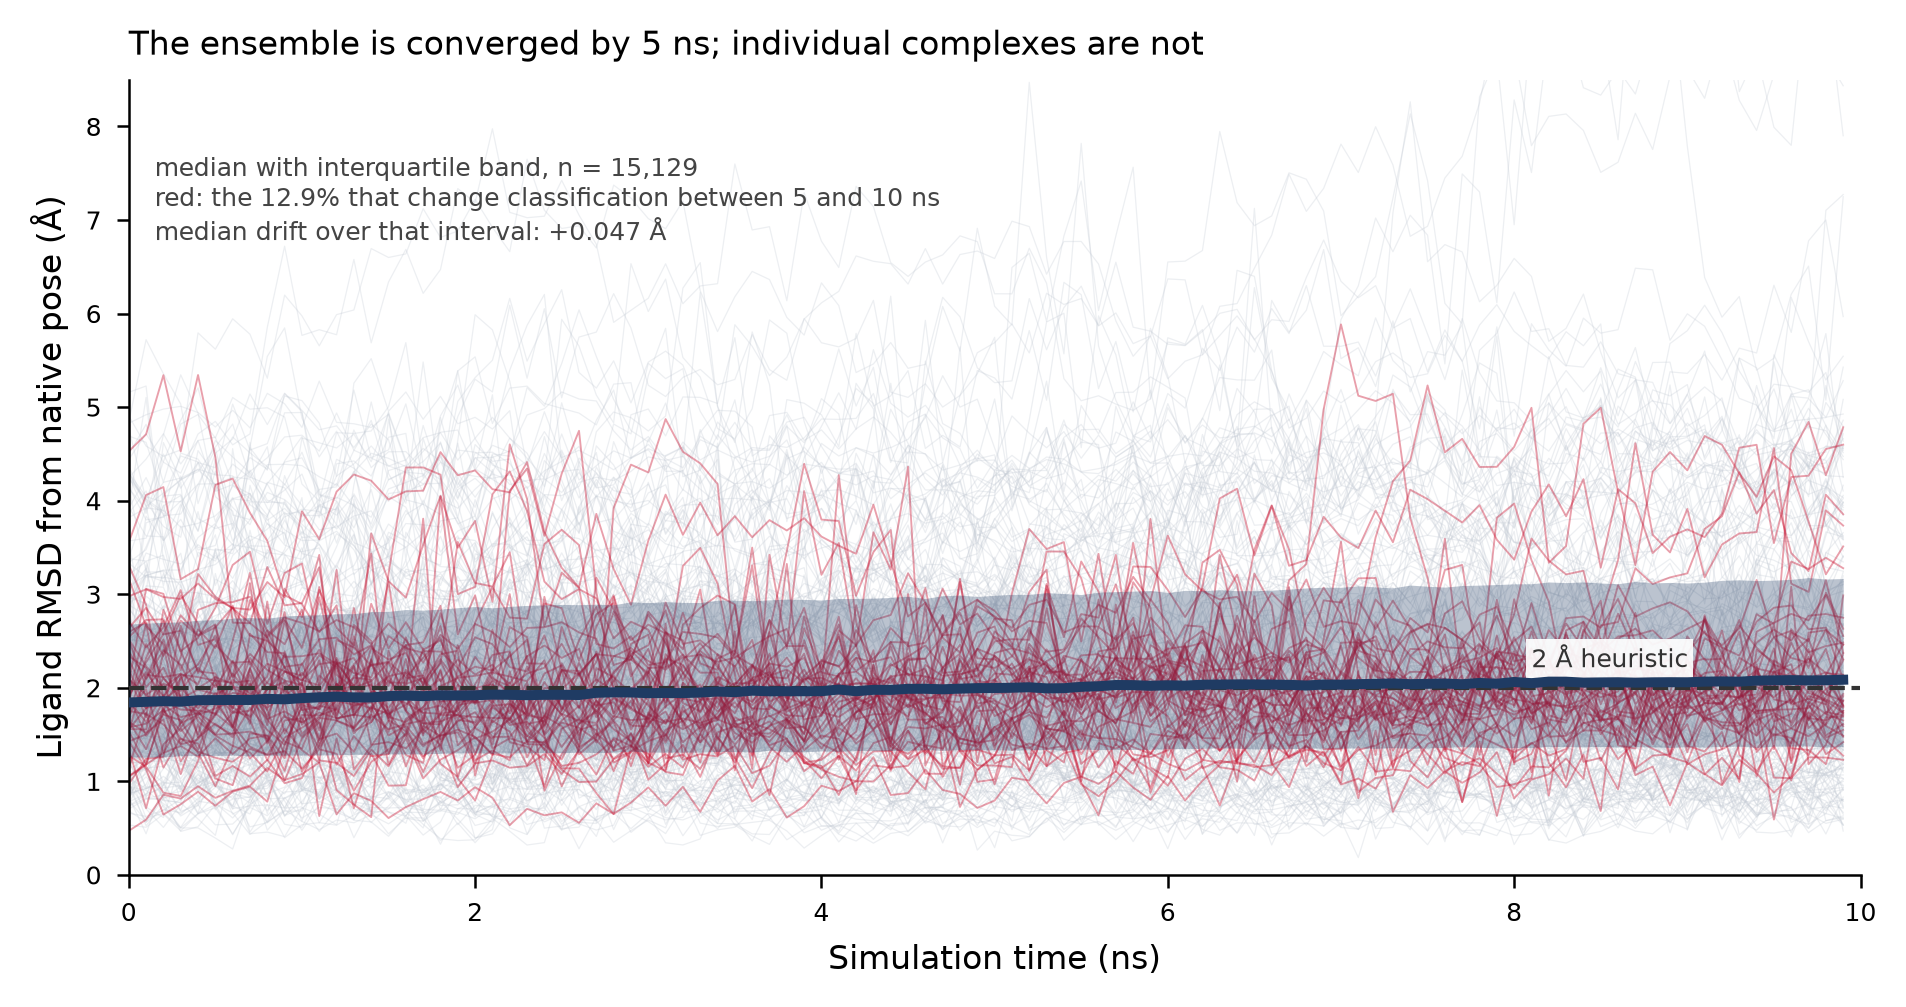 The ensemble is converged by 5 ns; individual complexes are not
8
7
6
5
4
3
2
1
0
Ligand RMSD from native pose (Å)
median with interquartile band, n = 15,129
red: the 12.9% that change classification between 5 and 10 ns
median drift over that interval: +0.047 Å
2 Å heuristic
0 2 4 6 8 10
Simulation time (ns)